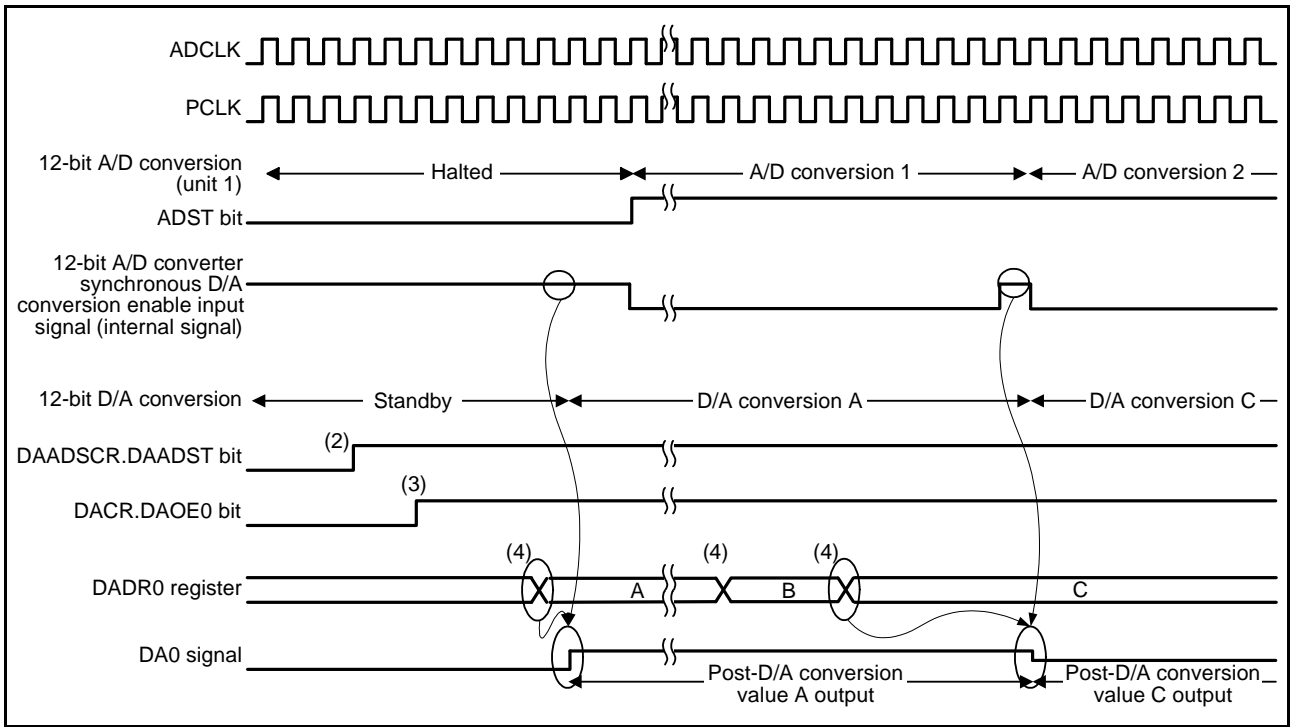 ADCLK
PCLK
12-bit A/D conversion
(unit 1)
Halted
A/D conversion 1
A/D conversion 2
ADST bit
12-bit A/D converter
synchronous D/A
conversion enable input
signal (internal signal)
12-bit D/A conversion
Standby
D/A conversion A
D/A conversion C
DAADSCR.DAADST bit
(2)
DACR.DAOE0 bit
(3)
DADR0 register
(4)
(4)
(4)
A
B
C
DA0 signal
Post-D/A conversion
value A output
Post-D/A conversion
value C output